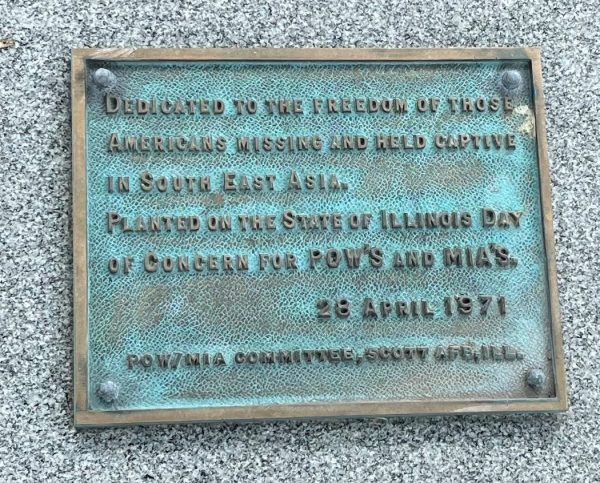 Dedicated to the freedom of those
Americans missing and held captive
in South East Asia.
Planted on the State of Illinois Day
of Concern for POW'S and MIA'S.
28 April 1971
POW/MIA COMMITTEE, SCOTT AFB, ILL.